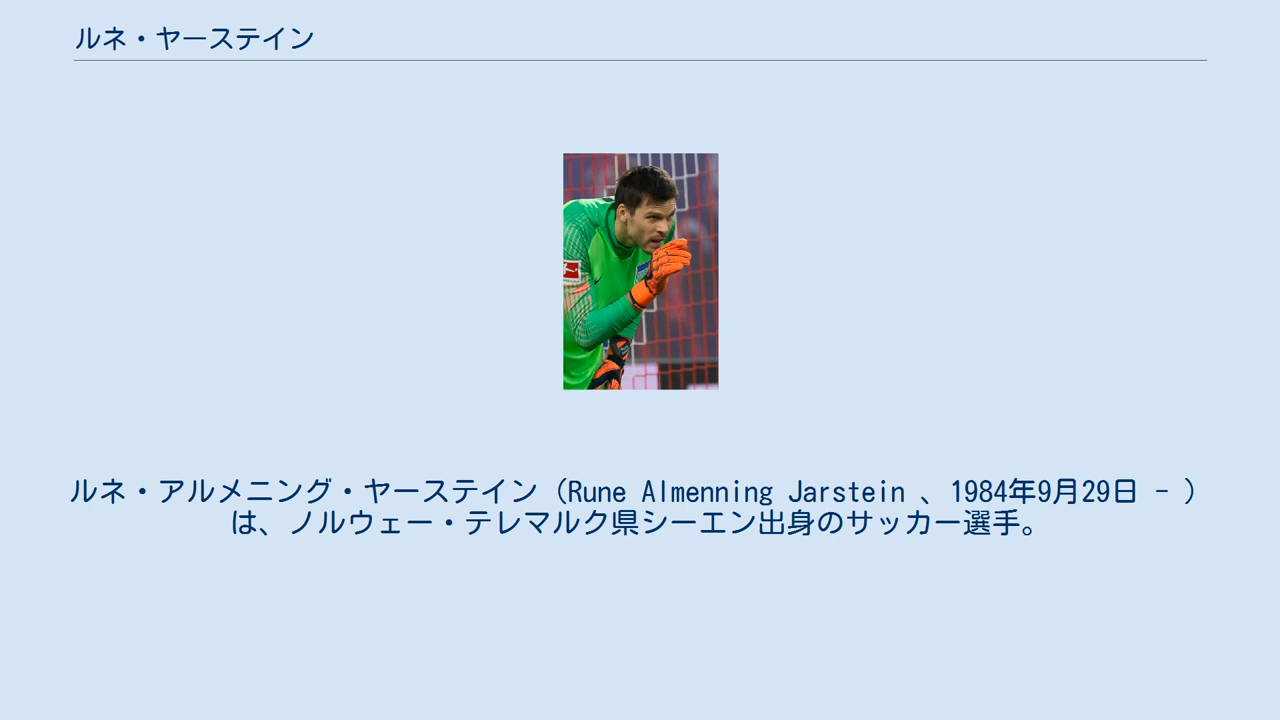 ルネ・ヤーステイン
ルネ・アルメニング・ヤーステイン（Rune Almenning Jarstein 、1984年9月29日 - ）
は、ノルウェー・テレマルク県シーエン出身のサッカー選手。